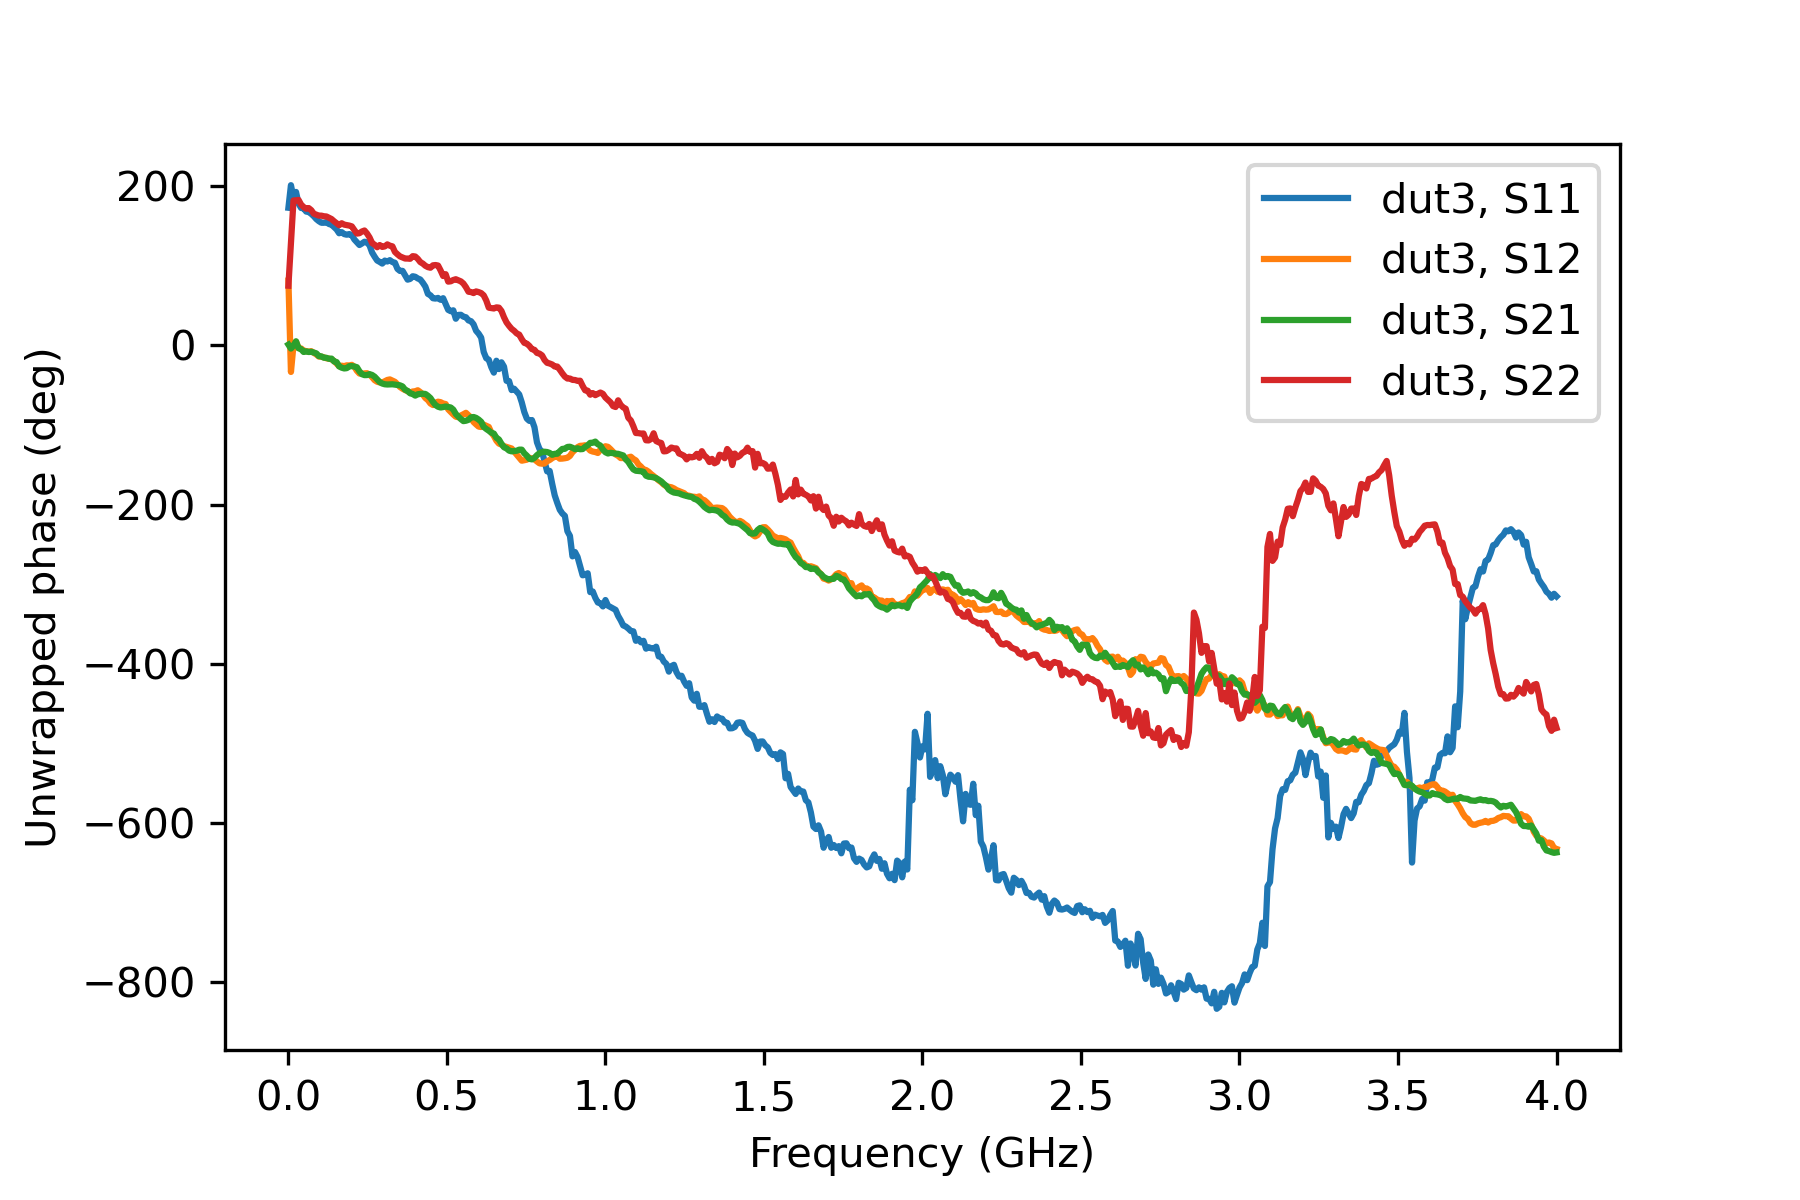 dut3, S11
dut3, S12
dut3, S21
dut3, S22
200
0
−200
−400
−600
−800
Unwrapped phase (deg)
0.0 0.5 1.0 1.5 2.0 2.5 3.0 3.5 4.0
Frequency (GHz)